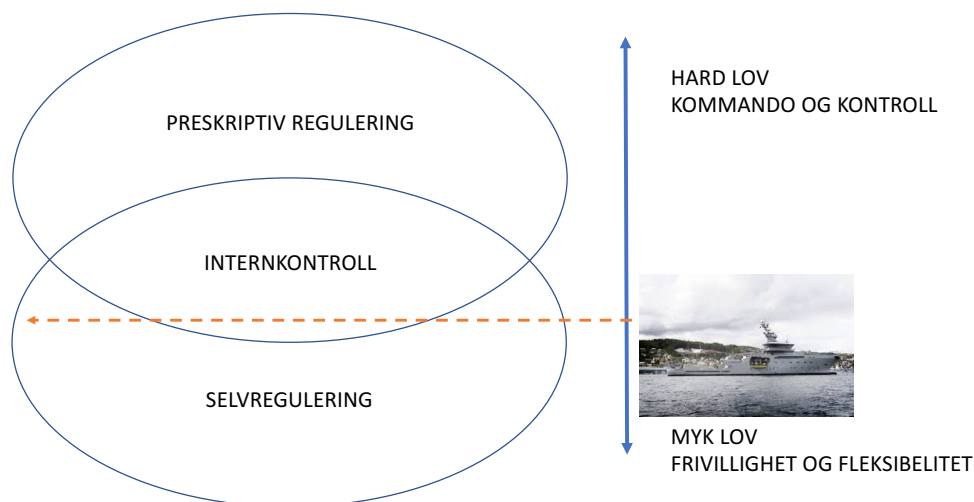 PRESKRIPTIV REGULERING
INTERNKONTROLL
SELVREGULERING
HARD LOV
KOMMANDO OG KONTROLL
MYK LOV
FRIVILLIGHET OG FLEKSIBELITET